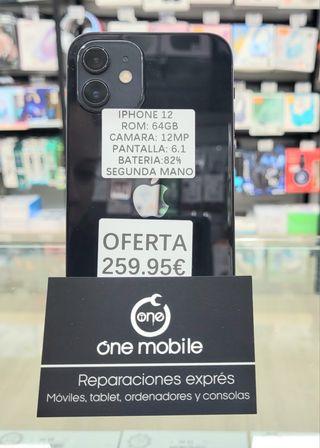 IPHONE 12
ROM: 64GB
CAMARA: 12MP
PANTALLA: 6.1
BATERIA:82%
SEGUNDA MANO
OFERTA
259.95€
One
óne mobile
Reparaciones exprés
Móviles, tablet, ordenadores y consolas